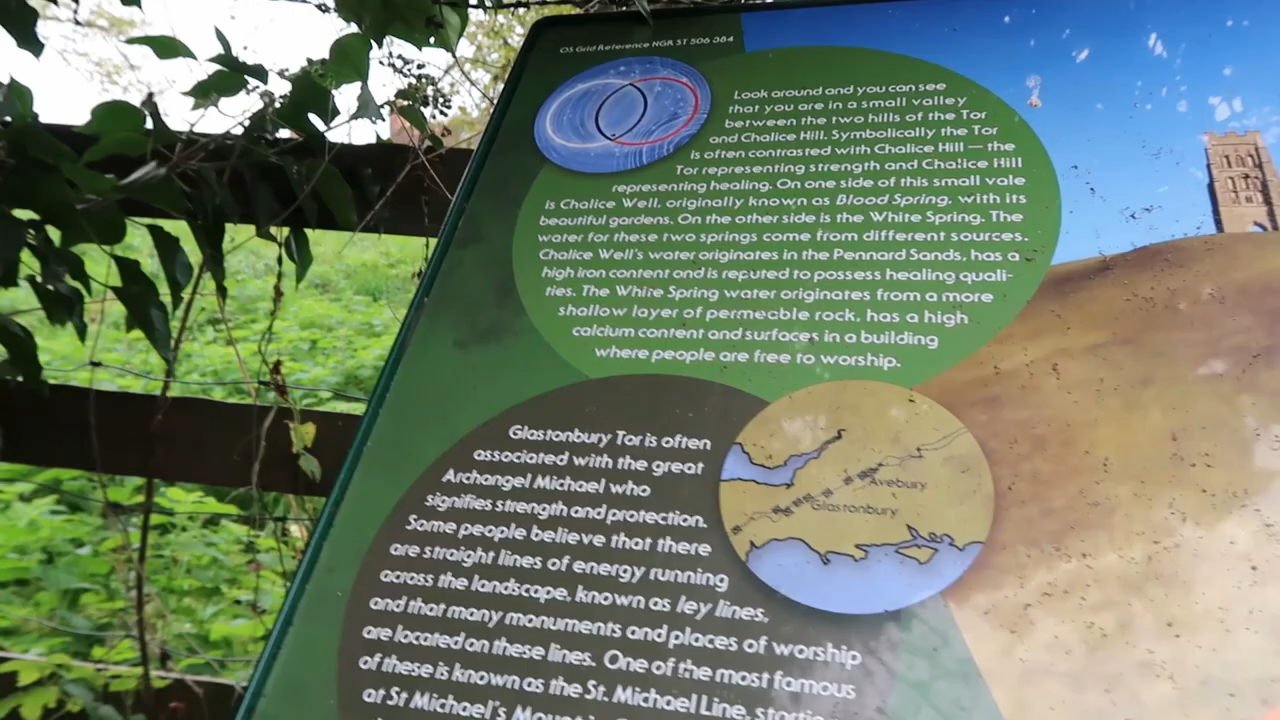 OS Grid Reference NGR ST 506 384
Look around and you can see
that you are in a small valley
between the two hills of the Tor
and Chalice Hill. Symbolically the Tor
is often contrasted with Chalice Hill — the
Tor representing strength and Chalice Hill
representing healing. On one side of this small vale
is Chalice Well, originally known as Blood Spring, with its
beautiful gardens. On the other side is the White Spring. The
water for these two springs come from different sources.
Chalice Well's water originates in the Pennard Sands, has a
high iron content and is reputed to possess healing quali-
ties. The White Spring water originates from a more
shallow layer of permeable rock, has a high
calcium content and surfaces in a building
where people are free to worship.
Glastonbury Tor is often
associated with the great
Archangel Michael who
signifies strength and protection.
Some people believe that there
are straight lines of energy running
across the landscape, known as ley lines,
and that many monuments and places of worship
are located on these lines. One of the most famous
of these is known as the St. Michael Line,
at St Michael's Mount
Avebury
Glastonbury